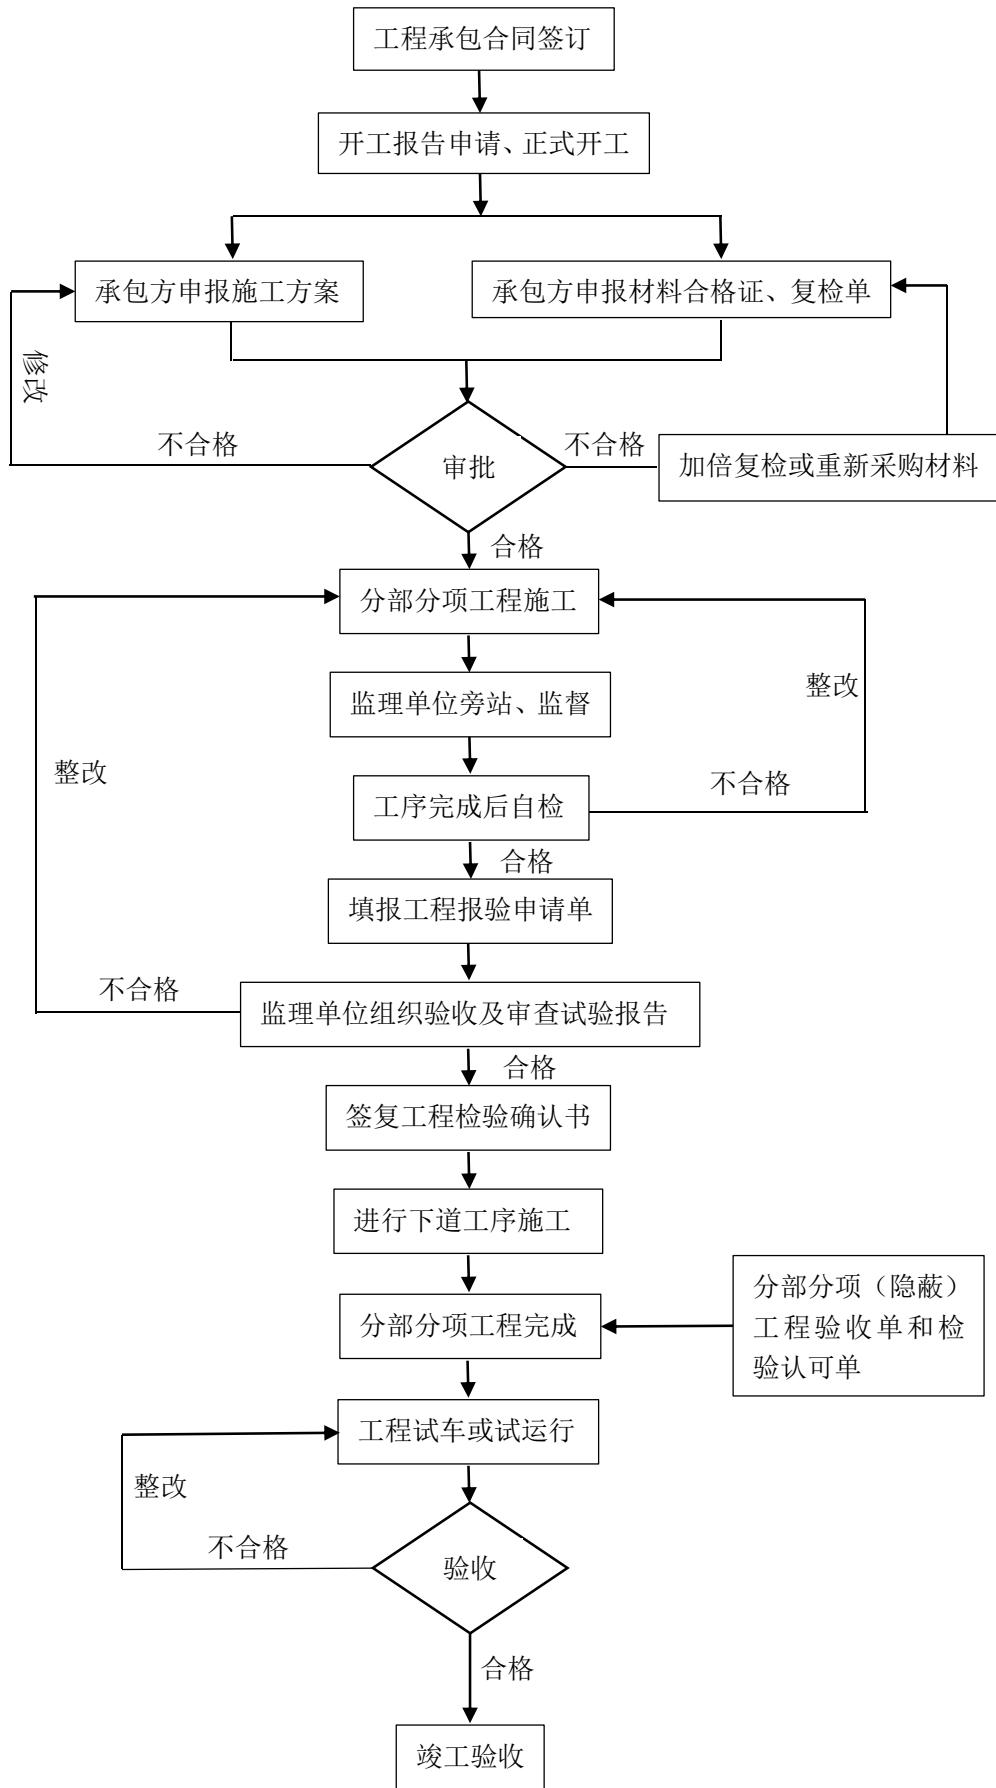 工程承包合同签订
开工报告申请、正式开工
承包方申报施工方案
承包方申报材料合格证、复检单
修改
不合格
审批
不合格
加倍复检或重新采购材料
合格
分部分项工程施工
监理单位旁站、监督
整改
整改
工序完成后自检
不合格
合格
填报工程报验申请单
不合格
监理单位组织验收及审查试验报告
合格
签复工程检验确认书
进行下道工序施工
分部分项工程完成
分部分项（隐蔽）
工程验收单和检
验认可单
工程试车或试运行
整改
不合格
验收
合格
竣工验收